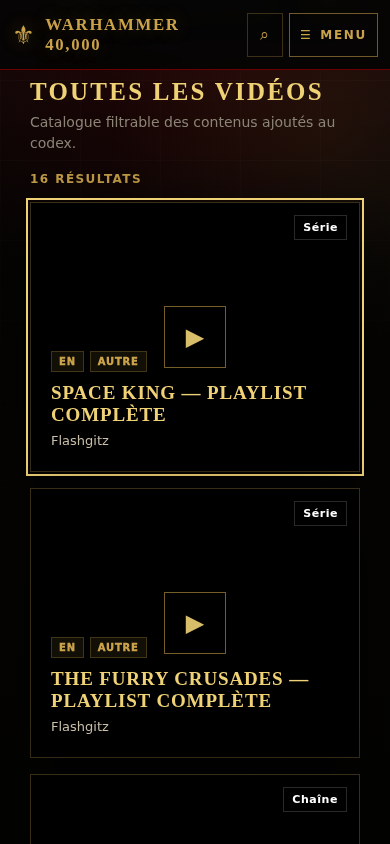 WARHAMMER
40,000
MENU
TOUTES LES VIDÉOS
Catalogue filtrable des contenus ajoutés au
codex.
16 RÉSULTATS
Série
EN AUTRE
SPACE KING — PLAYLIST
COMPLÈTE
Flashgitz
Série
EN AUTRE
THE FURRY CRUSADES —
PLAYLIST COMPLÈTE
Flashgitz
Chaîne